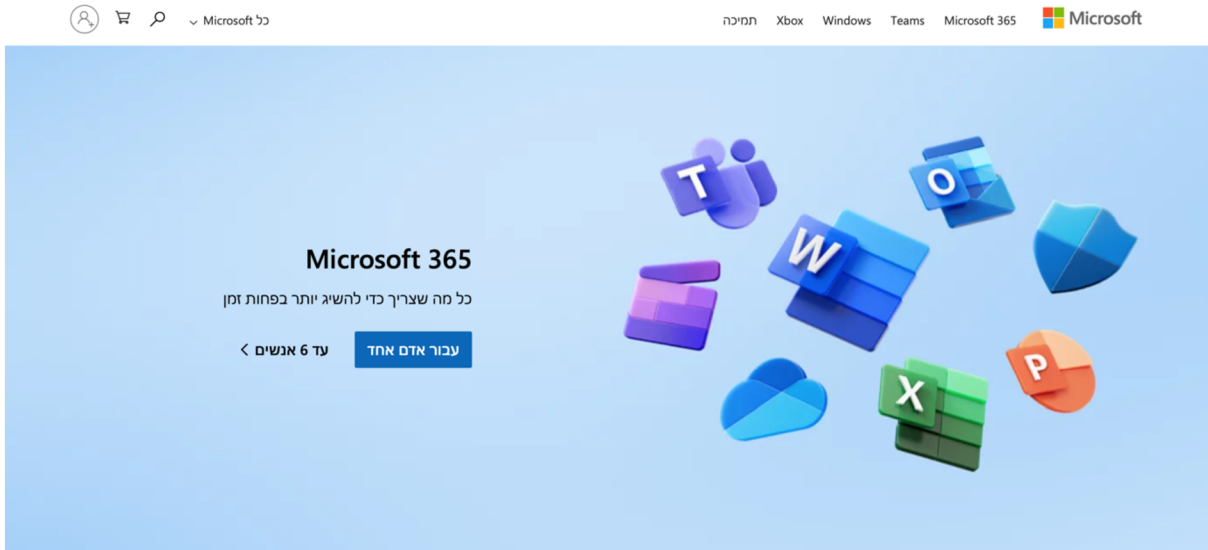 Microsoft
Microsoft 365
Teams
Windows
Xbox
תמיכה
כל Microsoft
Microsoft 365
כל מה שצריך כדי להשיג יותר בפחות זמן
עבור אדם אחד
עד 6 אנשים
T
O
W
P
X